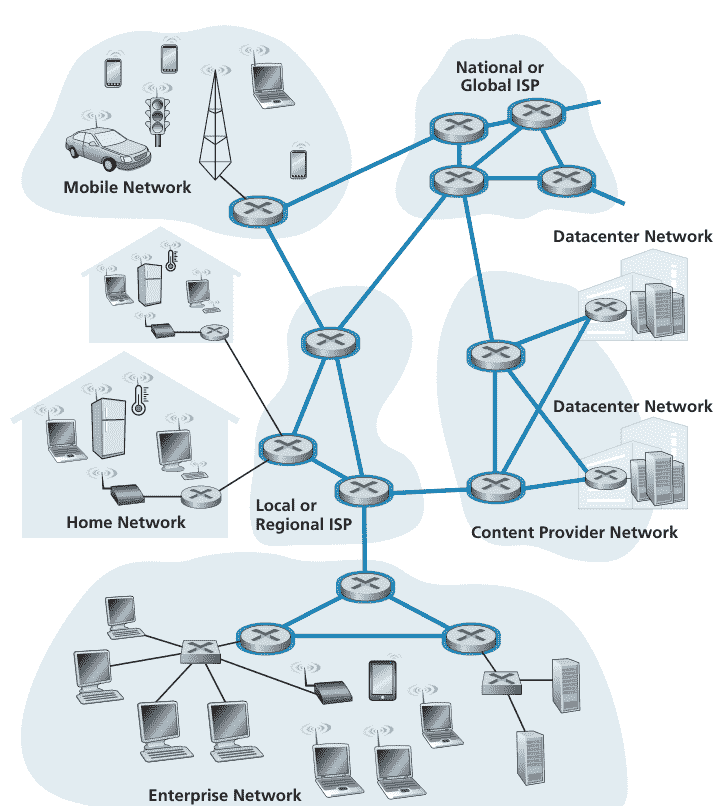 National or
Global ISP
Mobile Network
Datacenter Network
Datacenter Network
Home Network
Local or
Regional ISP
Content Provider Network
Enterprise Network